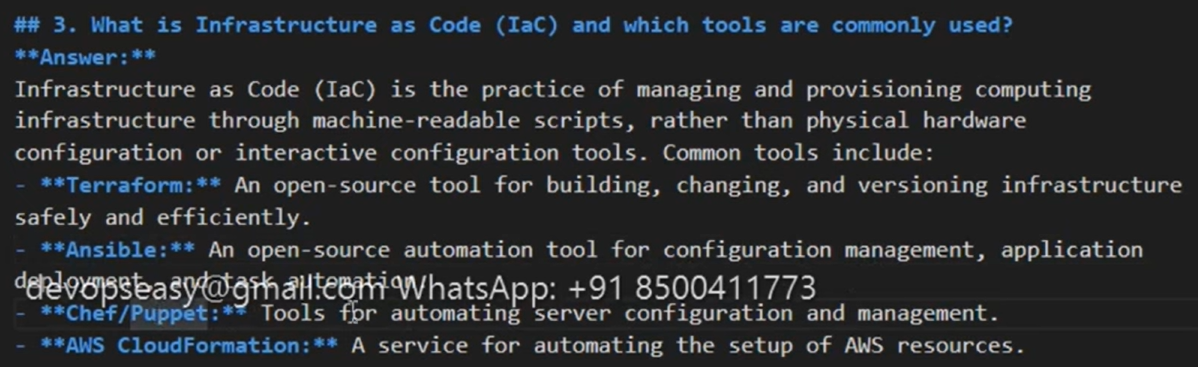 ## 3. What is Infrastructure as Code (IaC) and which tools are commonly used?
**Answer:**
Infrastructure as Code (IaC) is the practice of managing and provisioning computing
infrastructure through machine-readable scripts, rather than physical hardware
configuration or interactive configuration tools. Common tools include:
- **Terraform:** An open-source tool for building, changing, and versioning infrastructure
safely and efficiently.
- **Ansible:** An open-source automation tool for configuration management, application
deployment, and task automation
devopseasy@gmail.com WhatsApp: +91 8500411773
- **Chef/Puppet:** Tools for automating server configuration and management.
- **AWS CloudFormation:** A service for automating the setup of AWS resources.